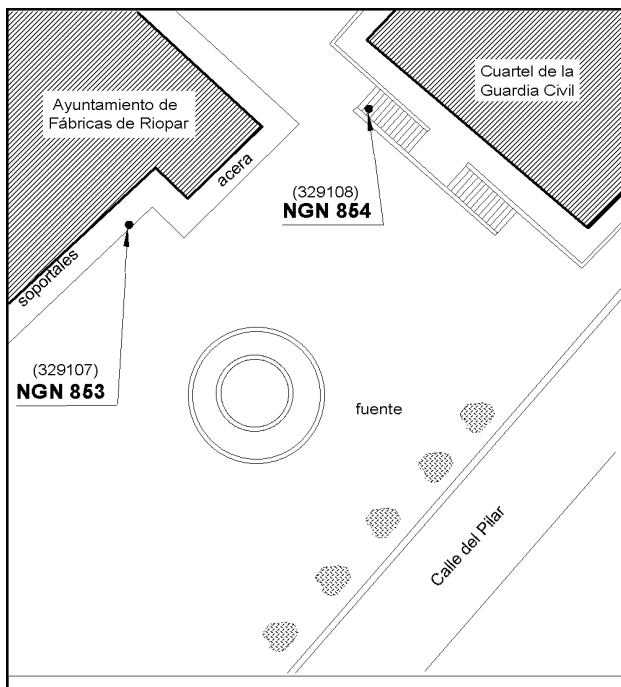 Ayuntamiento de
Fábricas de Riopar
Cuartel de la
Guardia Civil
acera
(329108)
NGN 854
soportales
(329107)
NGN 853
fuente
Calle del Pilar